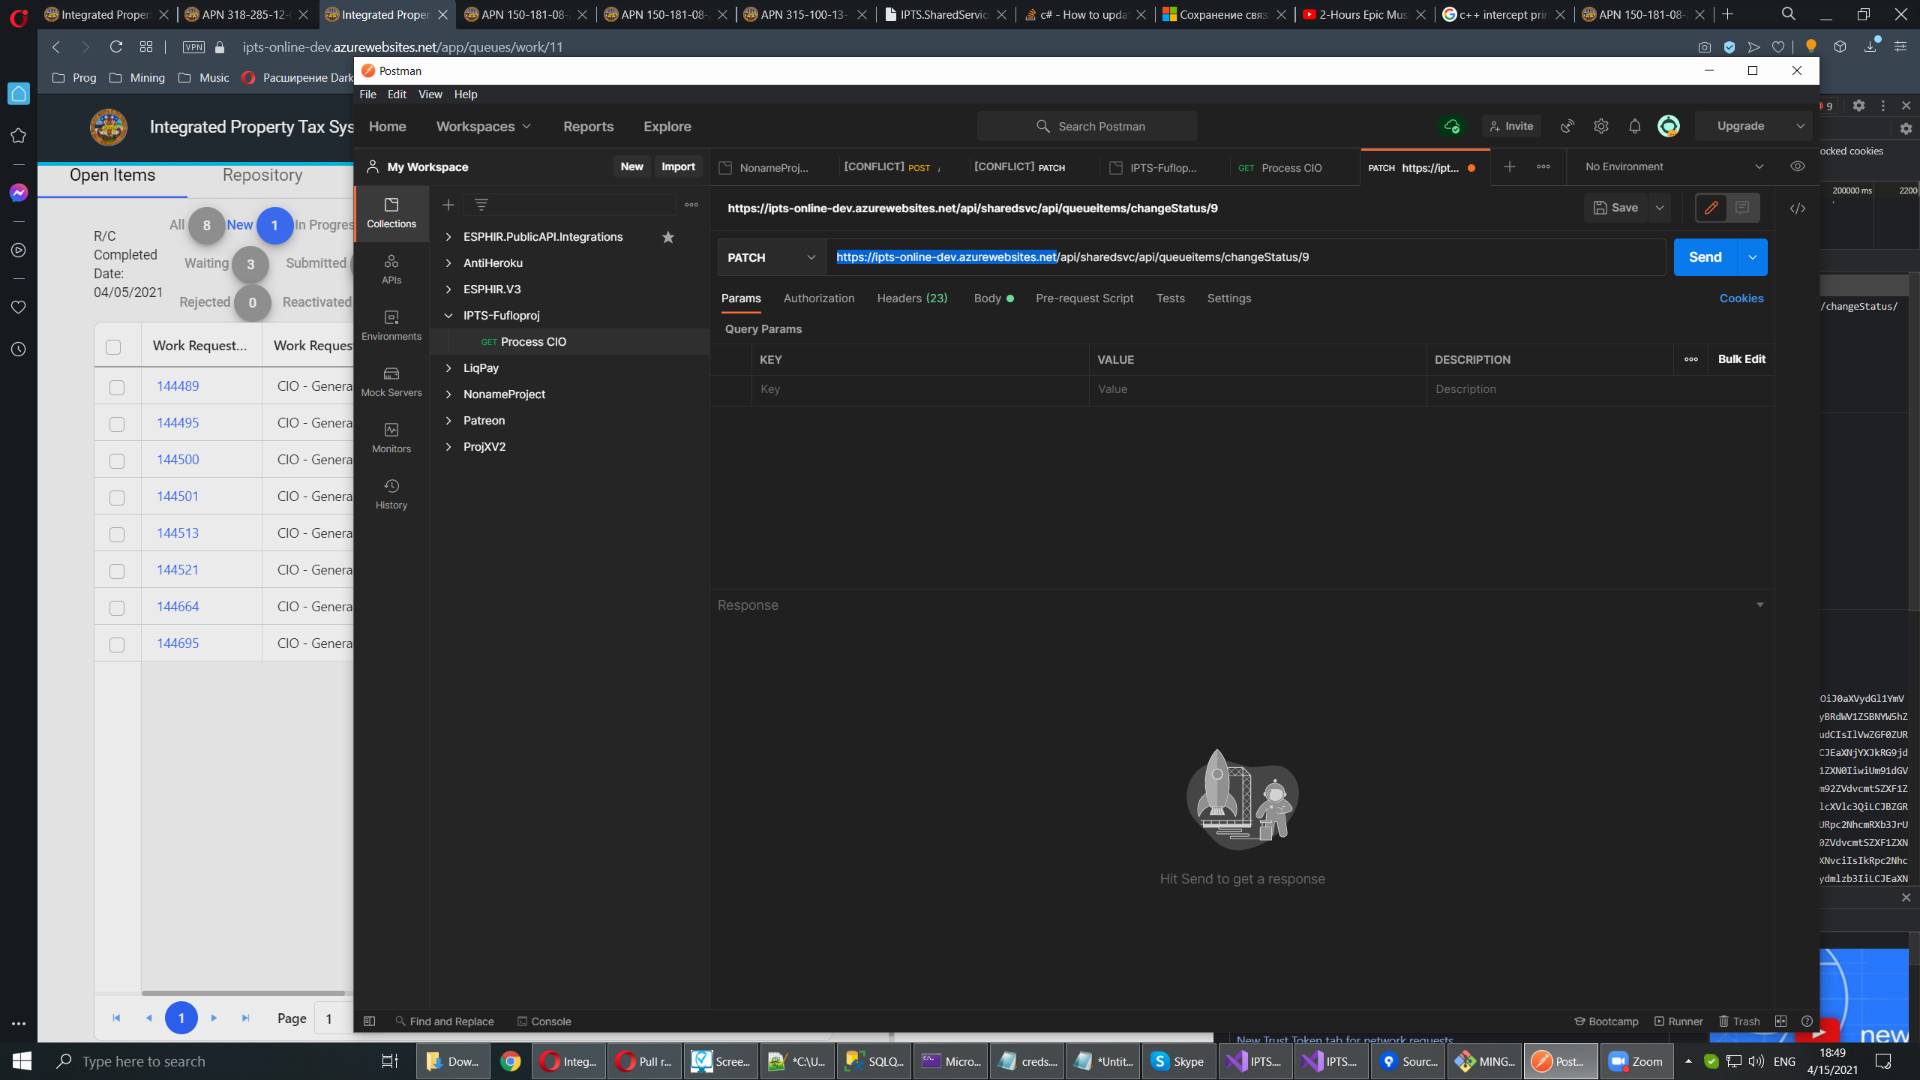 Integrated Proper
APN 318-285-12-
Integrated Proper
APN 150-181-08-
APN 150-181-08-
APN 315-100-13-
IPTS.SharedServic
c# - How to upda
Сохранение связ
2-Hours Epic Mus
c++ intercept prin
APN 150-181-08-
VPN
ipts-online-dev.azurewebsites.net/app/queues/work/11
Prog
Mining
Music
Расширение Dark
Postman
File
Edit
View
Help
Integrated Property Tax Sys
Home
Workspaces
Reports
Explore
Search Postman
Invite
Upgrade
9
ocked cookies
Open Items
Repository
My Workspace
New
Import
NonameProj...
[CONFLICT] POST
[CONFLICT] PATCH
IPTS-Fuflop...
GET Process CIO
PATCH https://ipt...
No Environment
200000 ms
2200
R/C
Completed
Date:
04/05/2021
All 8
New 1
In Progres
Waiting 3
Submitted
Rejected 0
Reactivated
Collections
APIs
Environments
Mock Servers
Monitors
History
ESPHIR.PublicAPI.Integrations
AntiHeroku
ESPHIR.V3
IPTS-Fufloproj
GET Process CIO
LiqPay
NonameProject
Patreon
ProjXV2
https://ipts-online-dev.azurewebsites.net/api/sharedsvc/api/queueitems/changeStatus/9
Save
PATCH
https://ipts-online-dev.azurewebsites.net/api/sharedsvc/api/queueitems/changeStatus/9
Send
Params
Authorization
Headers (23)
Body
Pre-request Script
Tests
Settings
Cookies
Query Params
KEY
VALUE
DESCRIPTION
Bulk Edit
Key
Value
Description
/changeStatus/
Work Request...
Work Reques
144489
CIO - Genera
144495
CIO - Genera
144500
CIO - Genera
144501
CIO - Genera
144513
CIO - Genera
144521
CIO - Genera
144664
CIO - Genera
144695
CIO - Genera
Response
Hit Send to get a response
OiJ0aXVydGl1YmV
yBRdWV1ZSBNYW5hZ
udCIsIlVwZGF0ZUR
CJEaXNjYXJkRG9jd
1ZXN0IiwiUm91dGV
m92ZVdvcmtSZXF1Z
lcXVlc3QiLCJBZGR
URpc2NhcmRXb3JrU
0ZVdvcmtSZXF1ZXN
XNvciIsIkRpc2Nhc
ydmlzb3IiLCJEaXN
1
Page
1
Find and Replace
Console
Bootcamp
Runner
Trash
New Trust Token tab for network requests
new
Type here to search
Dow...
Integ...
Pull r...
Scree...
*C:\U...
SQLQ...
Micro...
creds....
*Untit...
Skype
IPTS....
IPTS....
Sourc...
MING...
Post...
Zoom
ENG
18:49
4/15/2021